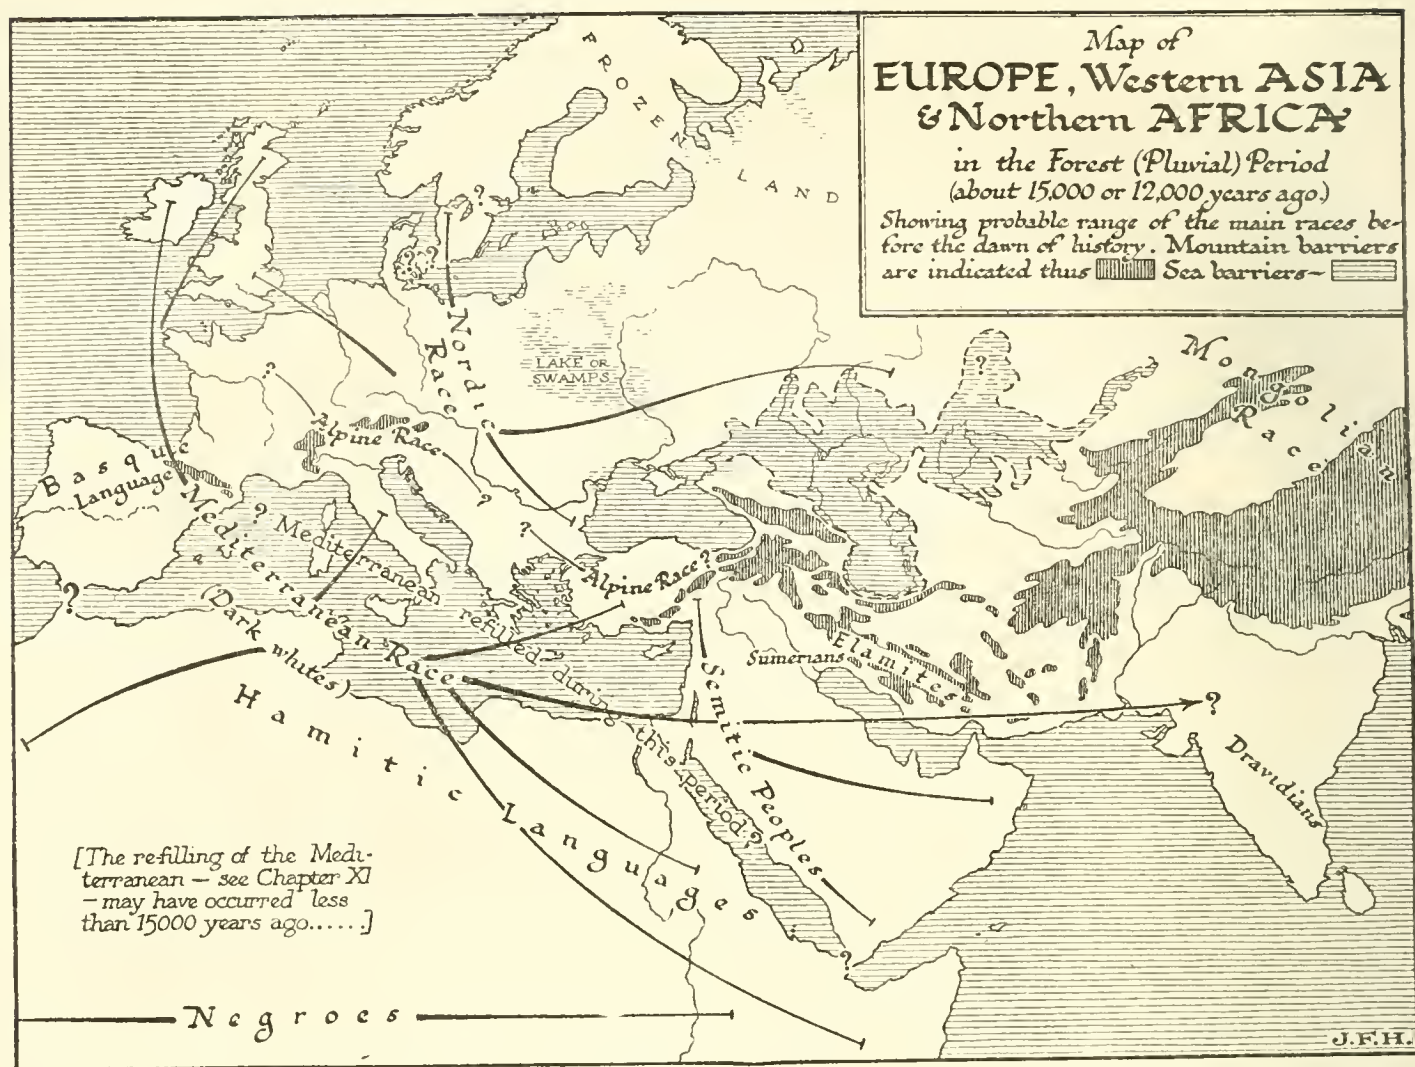 Map of
EUROPE, Western ASIA
& Northern AFRICA
in the Forest (Pluvial) Period
(about 15,000 or 12,000 years ago.)
Showing probable range of the main races be-
fore the dawn of history. Mountain barriers
are indicated thus Sea barriers-
FROZEN LAND
?
?
?
Nordic
Race
LAKE OR
SWAMPS
?
?
Mongolian
Race
Alpine Race
?
Basque
Language
?
?
Mediterranean Race
(Dark
whites)
Mediterranean refilled during this period?
?
Alpine Race?
Sumerians
Elamites
Semitic Peoples
?
Dravidians
Hamitic
Languages
?
[The re-filling of the Medi-
terranean — see Chapter XI
— may have occurred less
than 15000 years ago......]
Negroes
J.F.H.